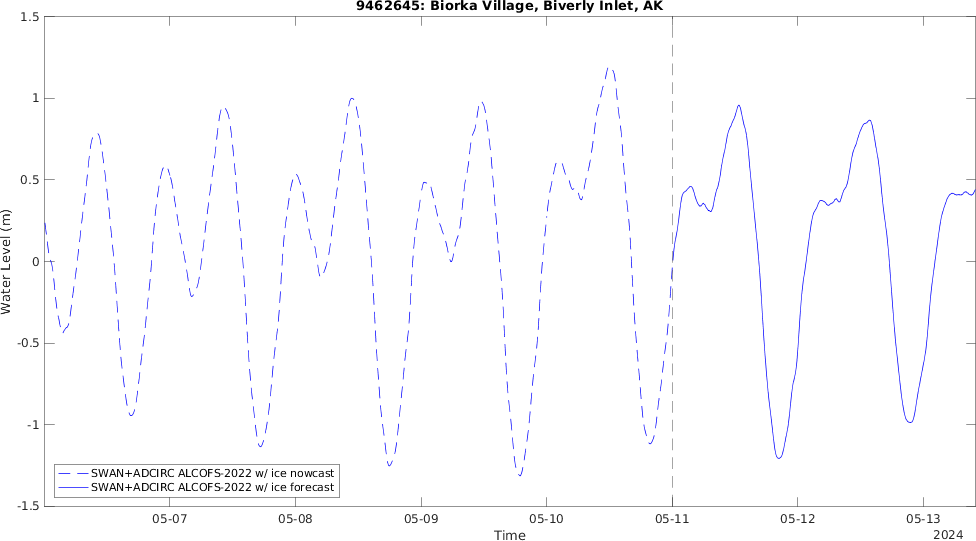 9462645: Biorka Village, Biverly Inlet, AK
Water Level (m)
1.5
1
0.5
0
-0.5
-1
-1.5
SWAN+ADCIRC ALCOFS-2022 w/ ice nowcast
SWAN+ADCIRC ALCOFS-2022 w/ ice forecast
05-07 05-08 05-09 05-10 05-11 05-12 05-13
Time
2024